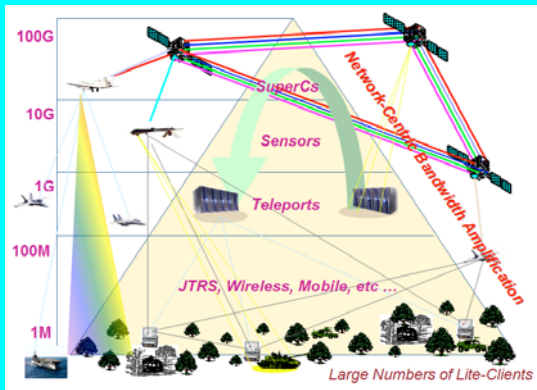 100G
SuperCs
Network-Centric Bandwidth Amplification
10G
Sensors
1G
Teleports
100M
JTRS, Wireless, Mobile, etc ...
1M
Large Numbers of Lite-Clients